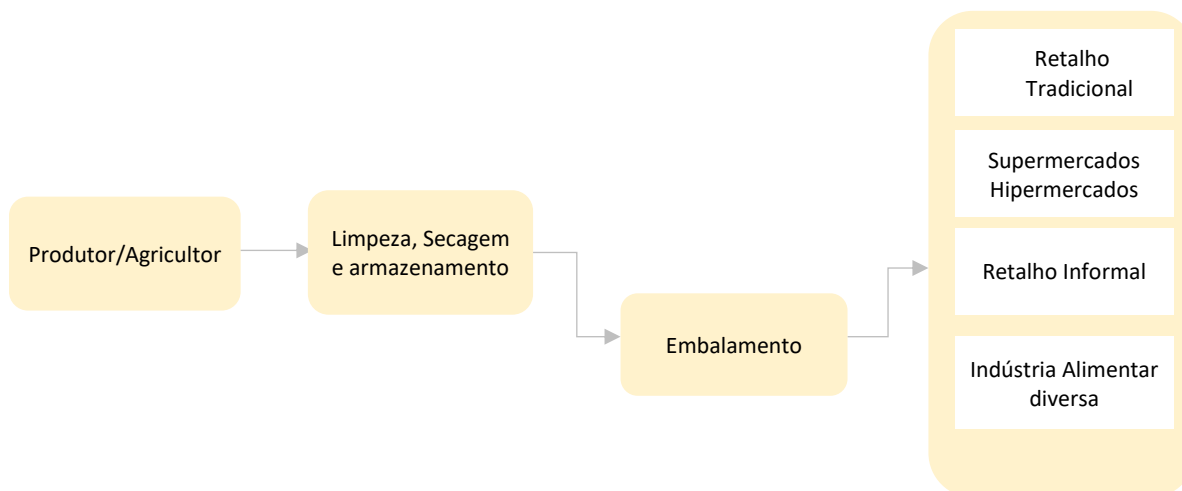 Produtor/Agricultor
Limpeza, Secagem
e armazenamento
Embalamento
Retalho
Tradicional
Supermercados
Hipermercados
Retalho Informal
Indústria Alimentar
diversa